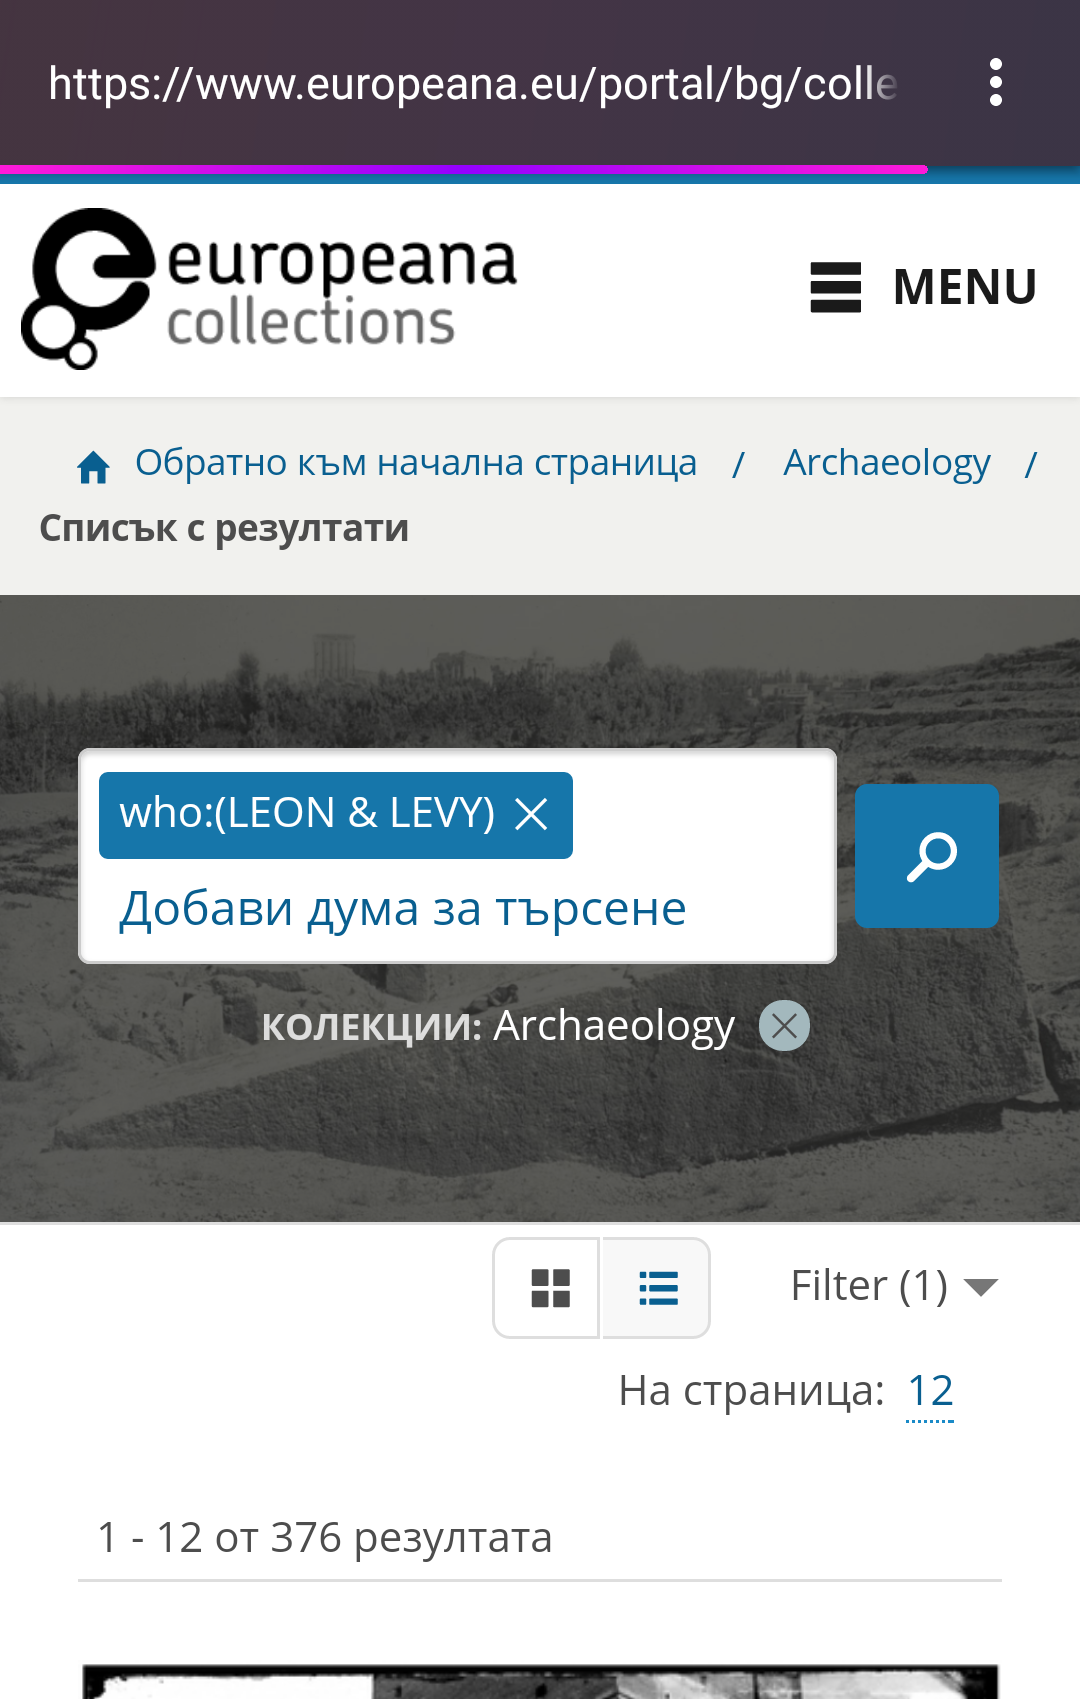 https://www.europeana.eu/portal/bg/colle
europeana
collections
MENU
Обратно към начална страница / Archaeology /
Списък с резултати
who:(LEON & LEVY)
Добави дума за търсене
КОЛЕКЦИИ: Archaeology
Filter (1)
На страница: 12
1 - 12 от 376 резултата